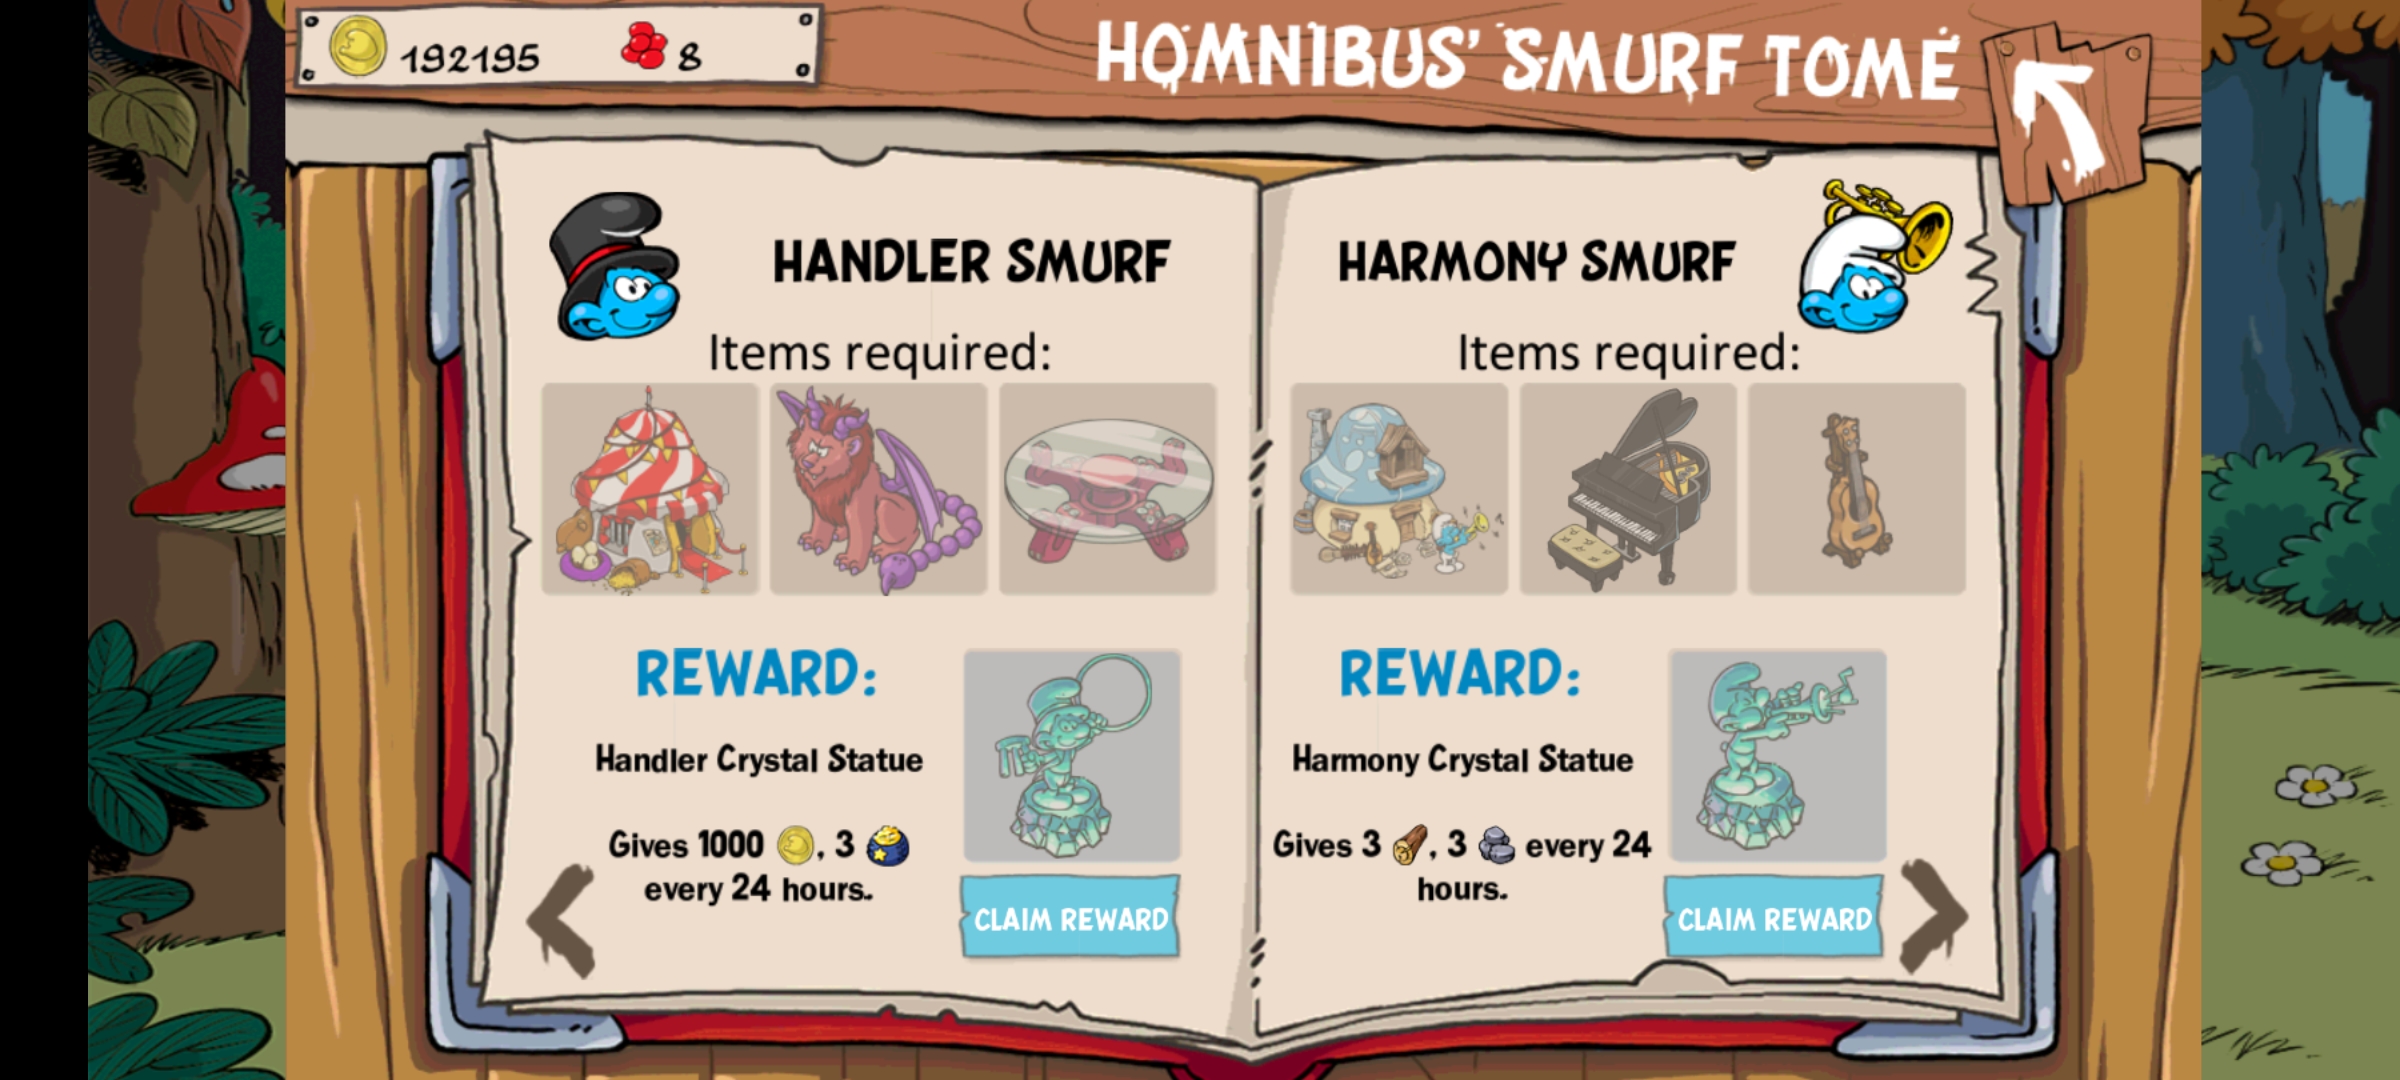 192195 8
HOMNIBUS' SMURF TOME
HANDLER SMURF
Items required:
REWARD:
Handler Crystal Statue
Gives 1000 , 3
every 24 hours.
CLAIM REWARD
HARMONY SMURF
Items required:
REWARD:
Harmony Crystal Statue
Gives 3 , 3 every 24
hours.
CLAIM REWARD